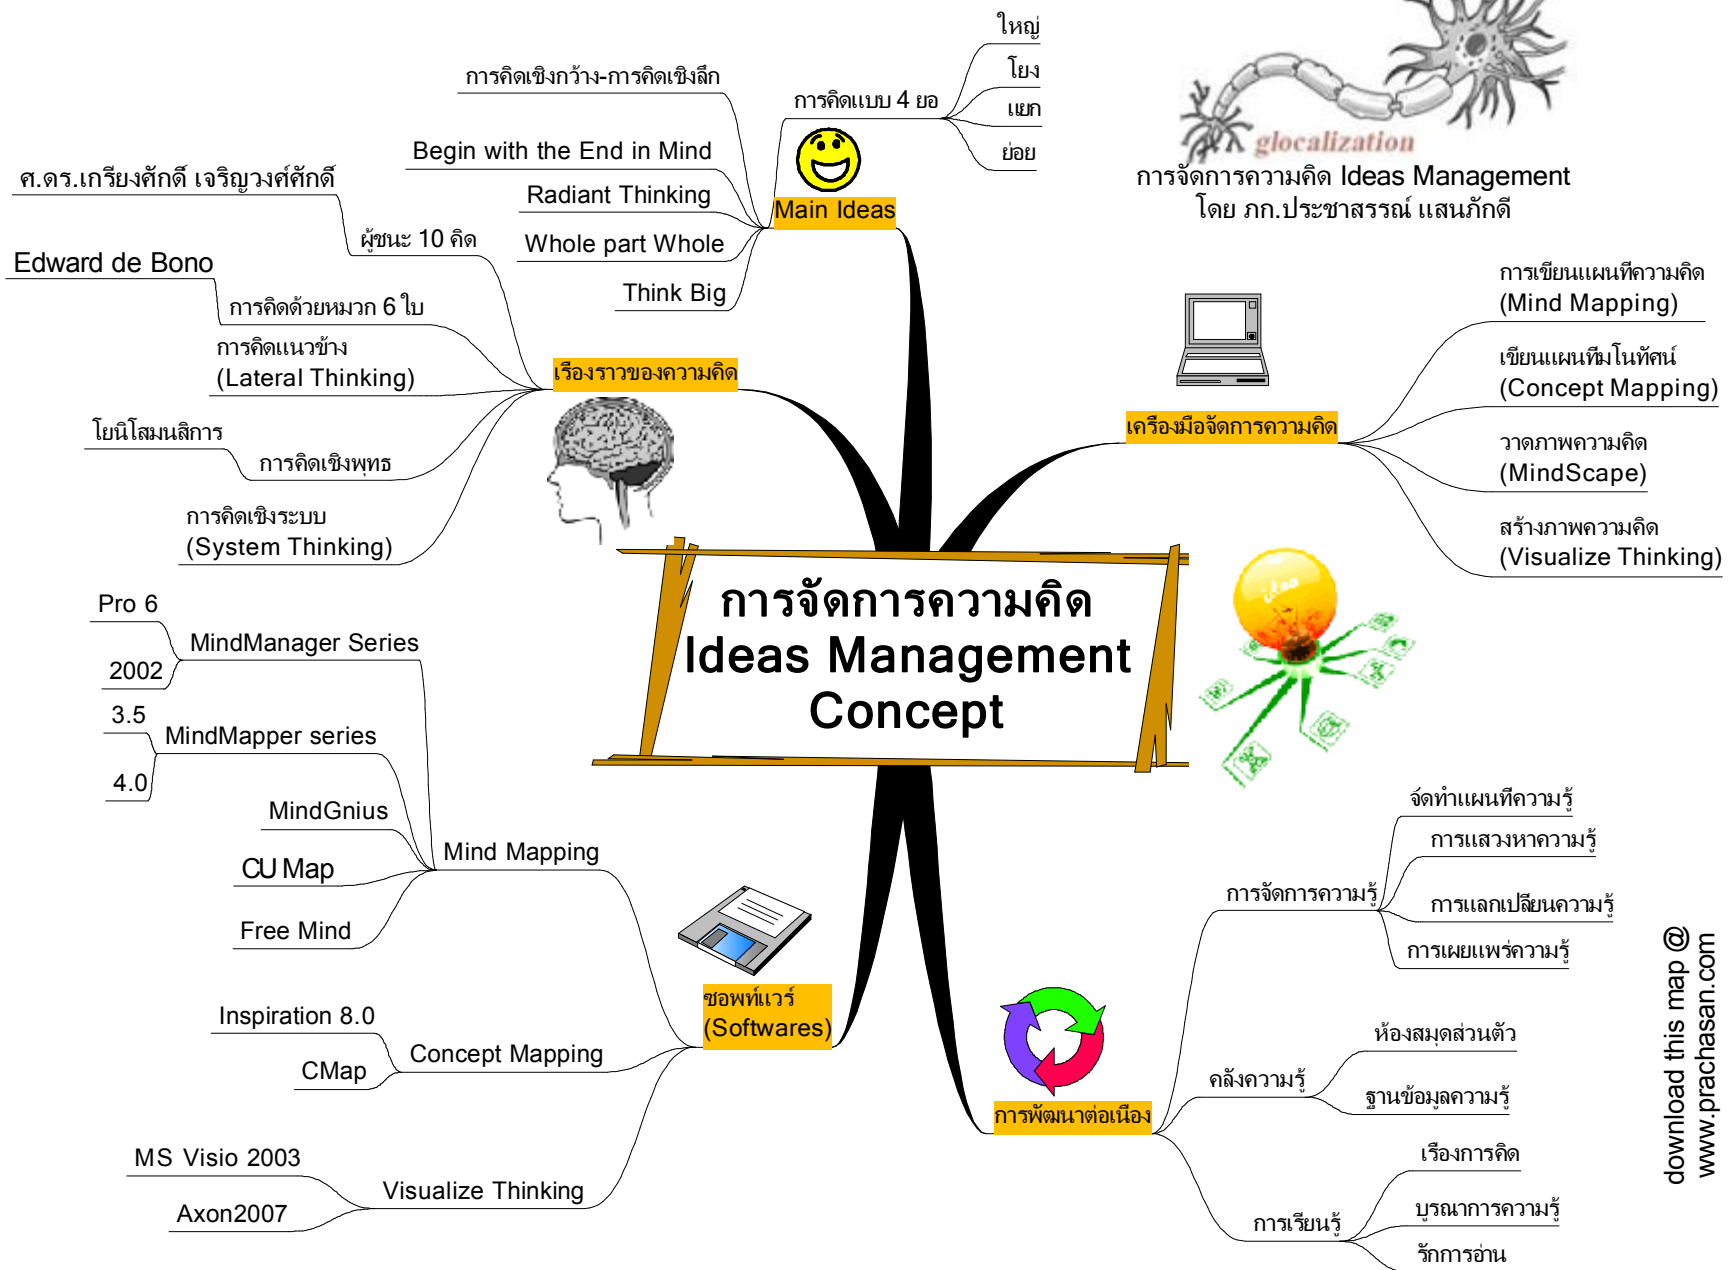 glocalization
การจัดการความคิด Ideas Management
โดย ภก.ประชาสรรณ์ แสนภักดี
การจัดการความคิด
Ideas Management
Concept
Main Ideas
การคิดแบบ 4 ยอ
ใหญ่
โยง
แยก
ย่อย
การคิดเชิงกว้าง-การคิดเชิงลึก
Begin with the End in Mind
Radiant Thinking
Whole part Whole
Think Big
เรื่องราวของความคิด
ผู้ชนะ 10 คิด
ศ.ดร.เกรียงศักดิ์ เจริญวงศ์ศักดิ์
การคิดด้วยหมวก 6 ใบ
Edward de Bono
การคิดแนวข้าง
(Lateral Thinking)
การคิดเชิงพุทธ
โยนิโสมนสิการ
การคิดเชิงระบบ
(System Thinking)
เครื่องมือจัดการความคิด
การเขียนแผนที่ความคิด
(Mind Mapping)
เขียนแผนที่มโนทัศน์
(Concept Mapping)
วาดภาพความคิด
(MindScape)
สร้างภาพความคิด
(Visualize Thinking)
idea
ซอพท์แวร์
(Softwares)
Mind Mapping
MindManager Series
Pro 6
2002
MindMapper series
3.5
4.0
MindGnius
CU Map
Free Mind
Concept Mapping
Inspiration 8.0
CMap
Visualize Thinking
MS Visio 2003
Axon2007
การพัฒนาต่อเนื่อง
การจัดการความรู้
จัดทำแผนที่ความรู้
การแสวงหาความรู้
การแลกเปลี่ยนความรู้
การเผยแพร่ความรู้
คลังความรู้
ห้องสมุดส่วนตัว
ฐานข้อมูลความรู้
การเรียนรู้
เรื่องการคิด
บูรณาการความรู้
รักการอ่าน
download this map @
www.prachasan.com